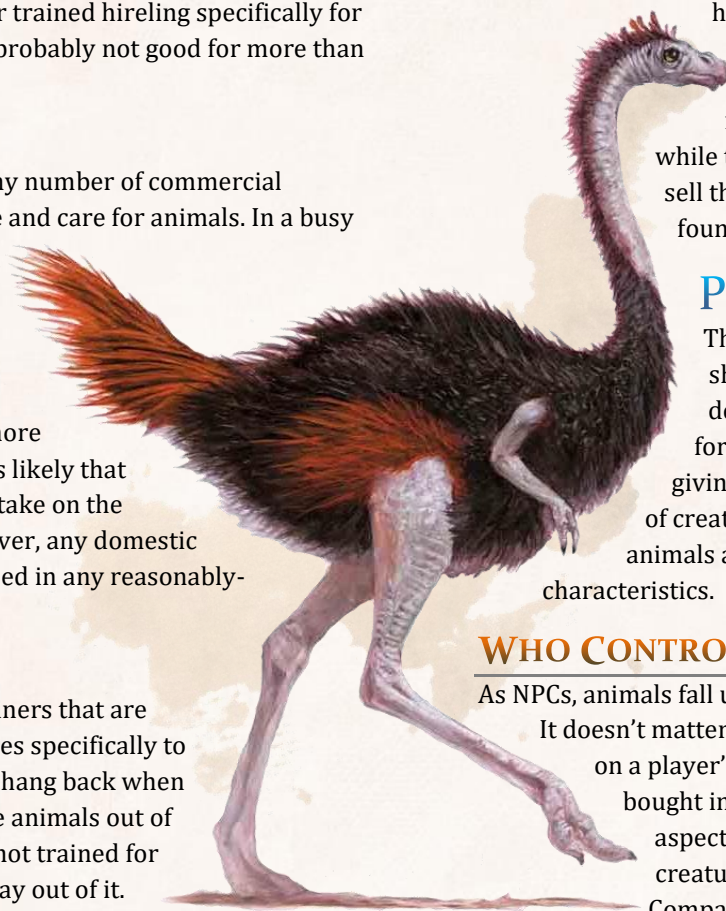 r trained hireling specifically for
probably not good for more than
ny number of commercial
e and care for animals. In a busy
ore
s likely that
take on the
ver, any domestic
ed in any reasonably-
ners that are
es specifically to
hang back when
e animals out of
not trained for
ay out of it.
h
while t
sell th
foun
P
Th
sh
de
for
givin
of creat
animals a
characteristics.
WHO CONTRO
As NPCs, animals fall u
It doesn't matter
on a player'
bought in
aspect
creatu
Compa